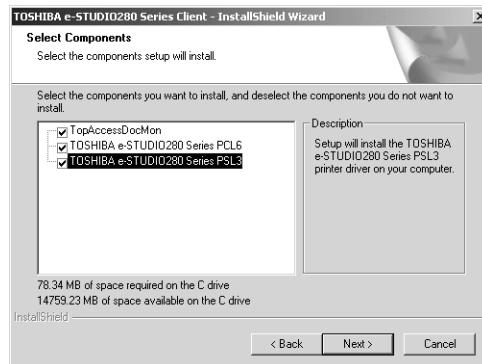 TOSHIBA e-STUDIO280 Series Client - InstallShield Wizard
Select Components
Select the components setup will install.
Select the components you want to install, and deselect the components you do not want to
install.
TopAccessDocMon
TOSHIBA e-STUDIO280 Series PCL6
TOSHIBA e-STUDIO280 Series PSL3
Description
Setup will install the TOSHIBA
e-STUDIO280 Series PSL3
printer driver on your computer.
78.34 MB of space required on the C drive
14759.23 MB of space available on the C drive
InstallShield
< Back
Next >
Cancel